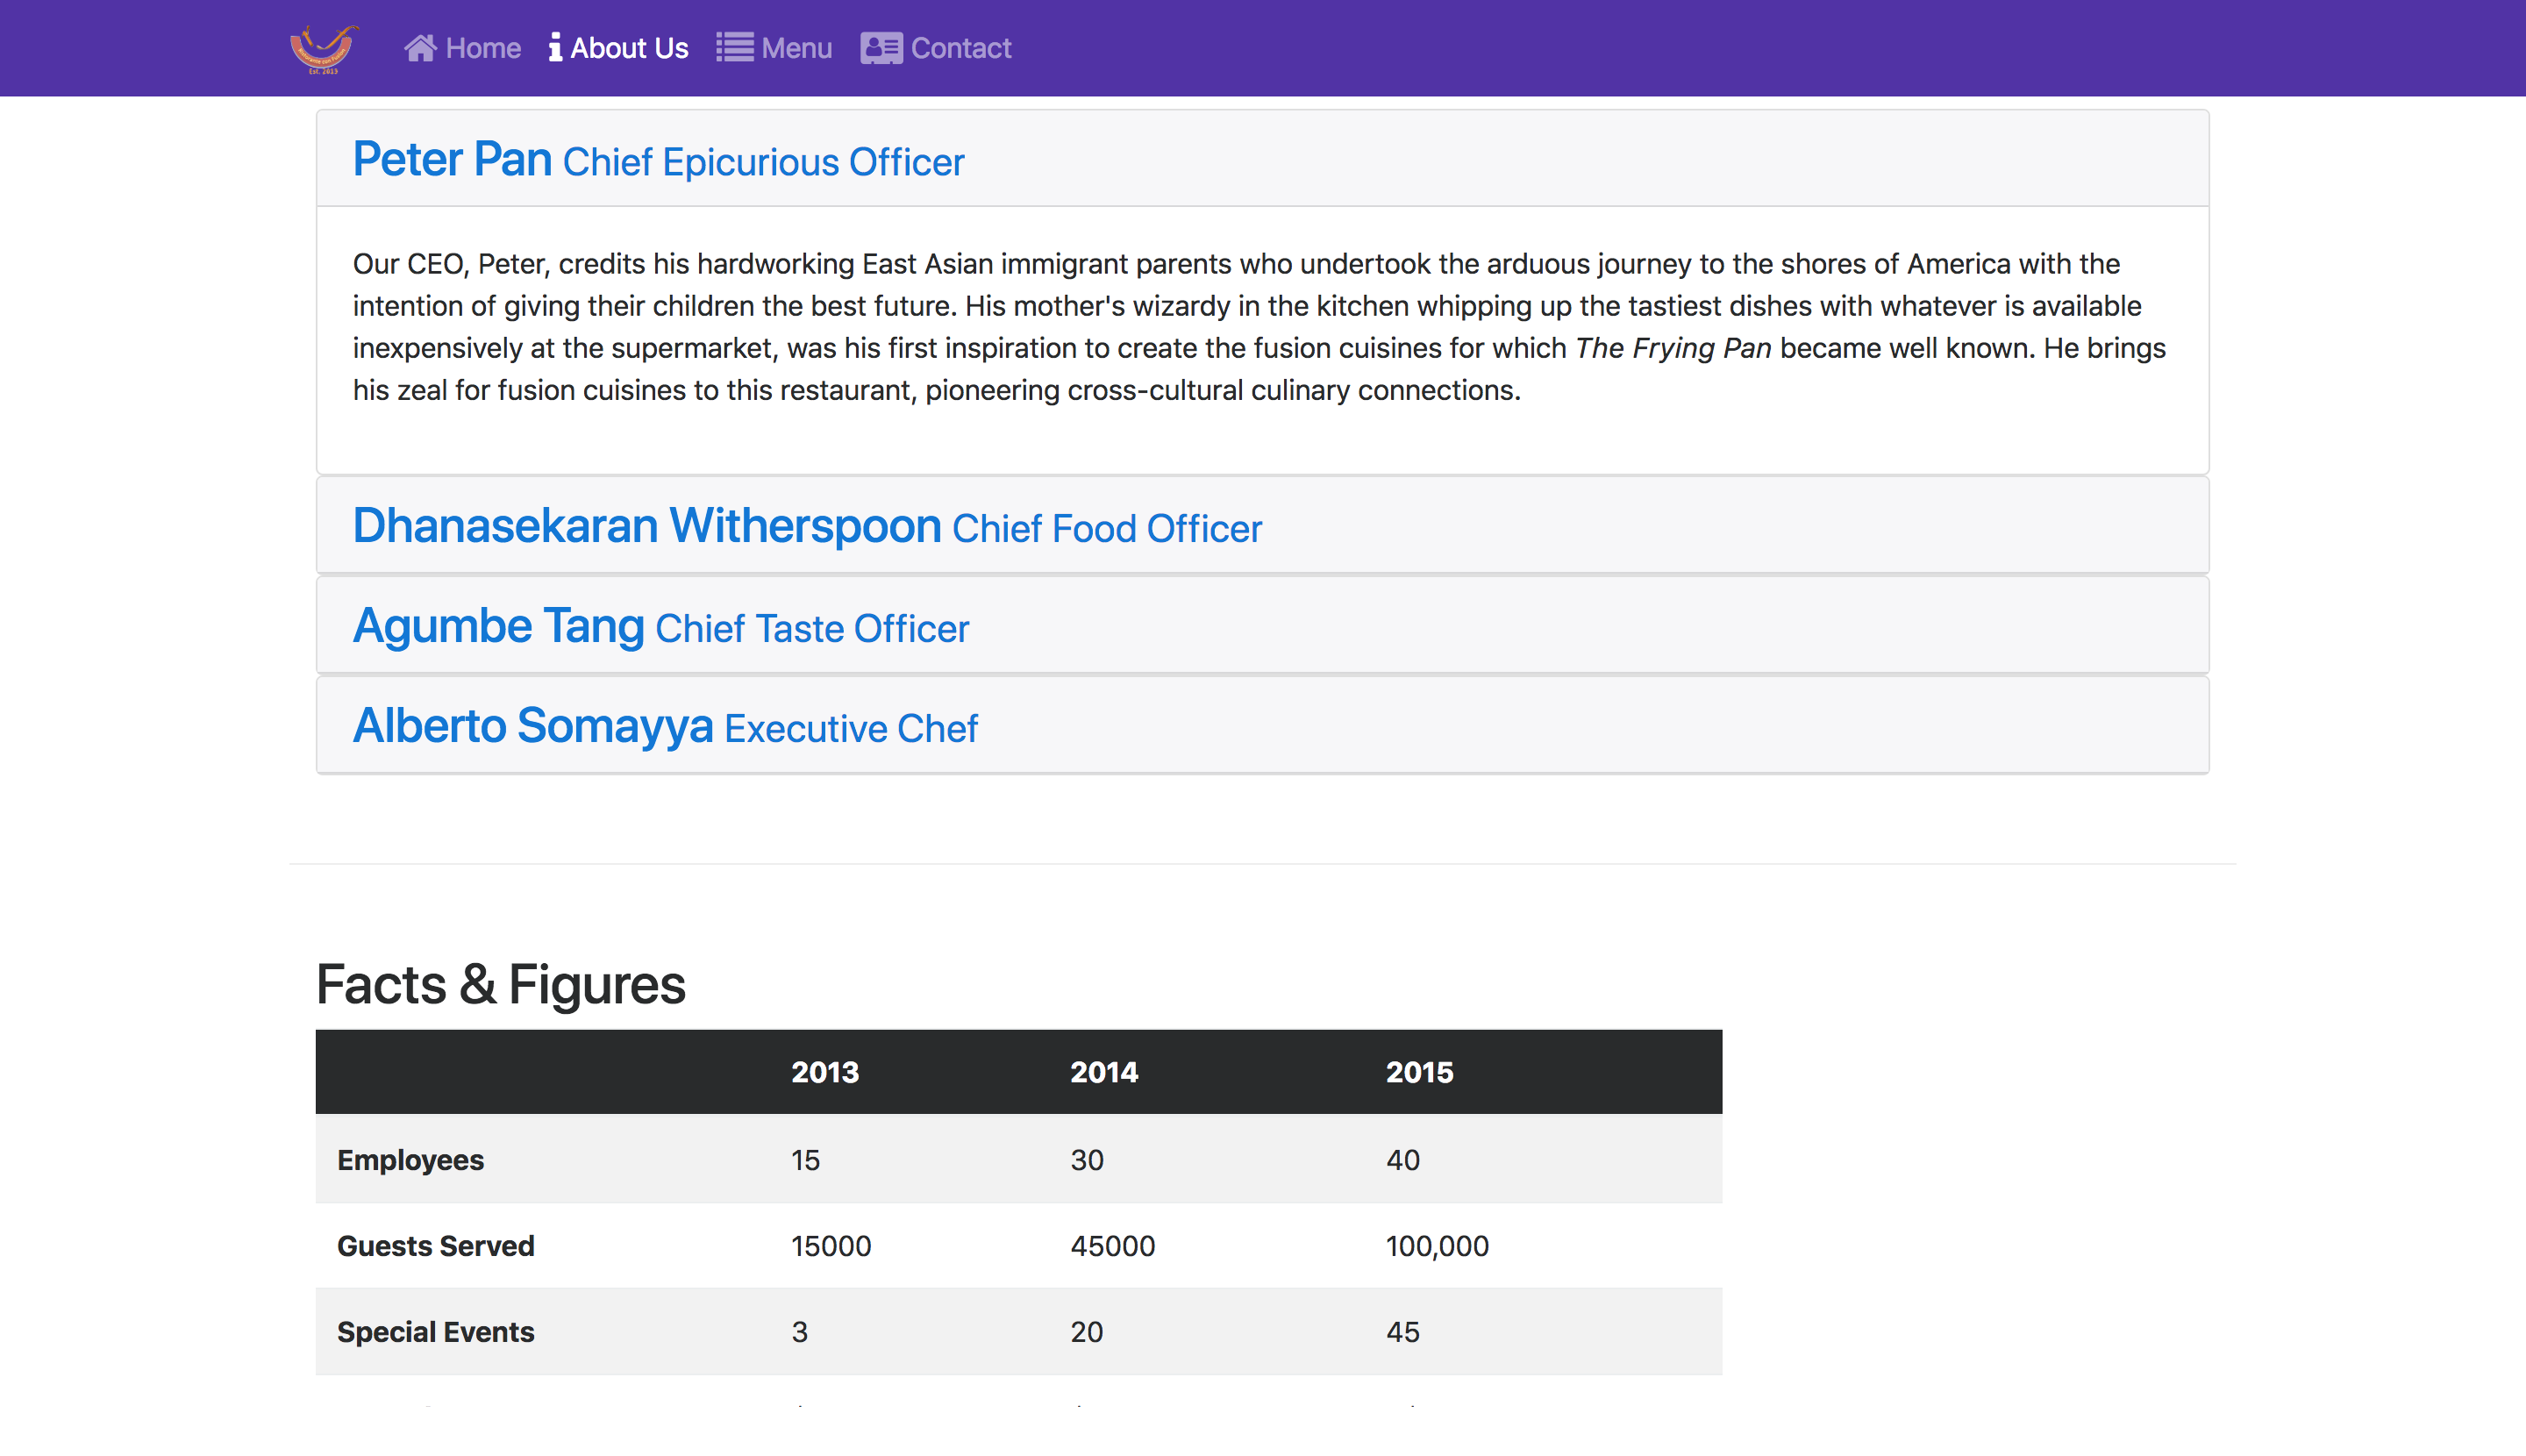 Est. 2013
Home
About Us
Menu
Contact
Peter Pan Chief Epicurious Officer
Our CEO, Peter, credits his hardworking East Asian immigrant parents who undertook the arduous journey to the shores of America with the
intention of giving their children the best future. His mother's wizardy in the kitchen whipping up the tastiest dishes with whatever is available
inexpensively at the supermarket, was his first inspiration to create the fusion cuisines for which The Frying Pan became well known. He brings
his zeal for fusion cuisines to this restaurant, pioneering cross-cultural culinary connections.
Dhanasekaran Witherspoon Chief Food Officer
Agumbe Tang Chief Taste Officer
Alberto Somayya Executive Chef
Facts & Figures
2013 2014 2015
Employees 15 30 40
Guests Served 15000 45000 100,000
Special Events 3 20 45